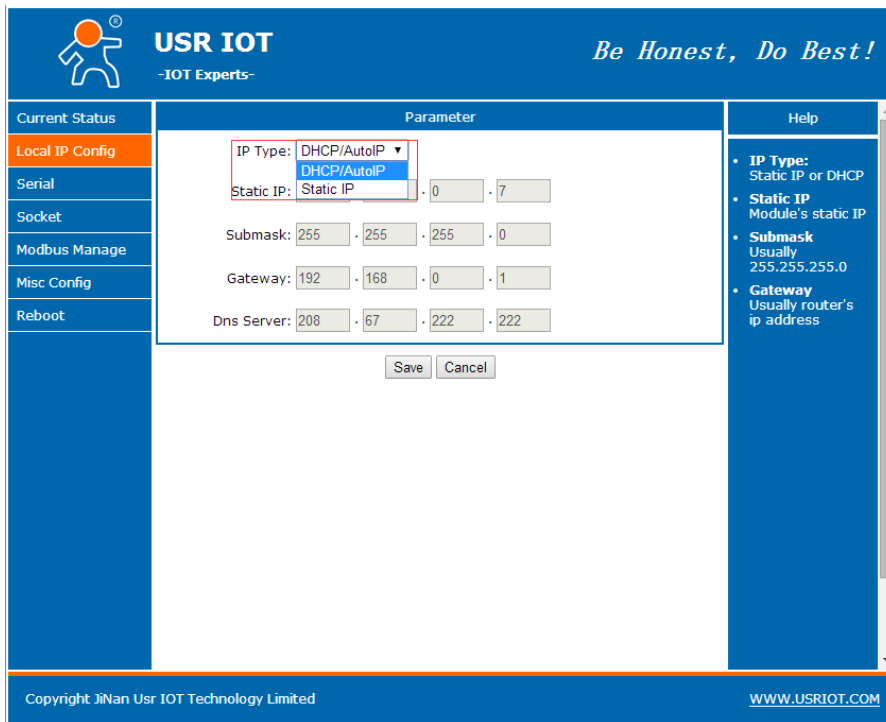 ®
USR IOT
-IOT Experts-
Be Honest, Do Best!
Current Status
Local IP Config
Serial
Socket
Modbus Manage
Misc Config
Reboot
Parameter
IP Type: DHCP/AutoIP
DHCP/AutoIP
Static IP
Static IP: . 0 . 7
Submask: 255 . 255 . 255 . 0
Gateway: 192 . 168 . 0 . 1
Dns Server: 208 . 67 . 222 . 222
Save Cancel
Help
• IP Type:
Static IP or DHCP
• Static IP
Module's static IP
• Submask
Usually
255.255.255.0
• Gateway
Usually router's
ip address
Copyright JiNan Usr IOT Technology Limited
WWW.USRIOT.COM